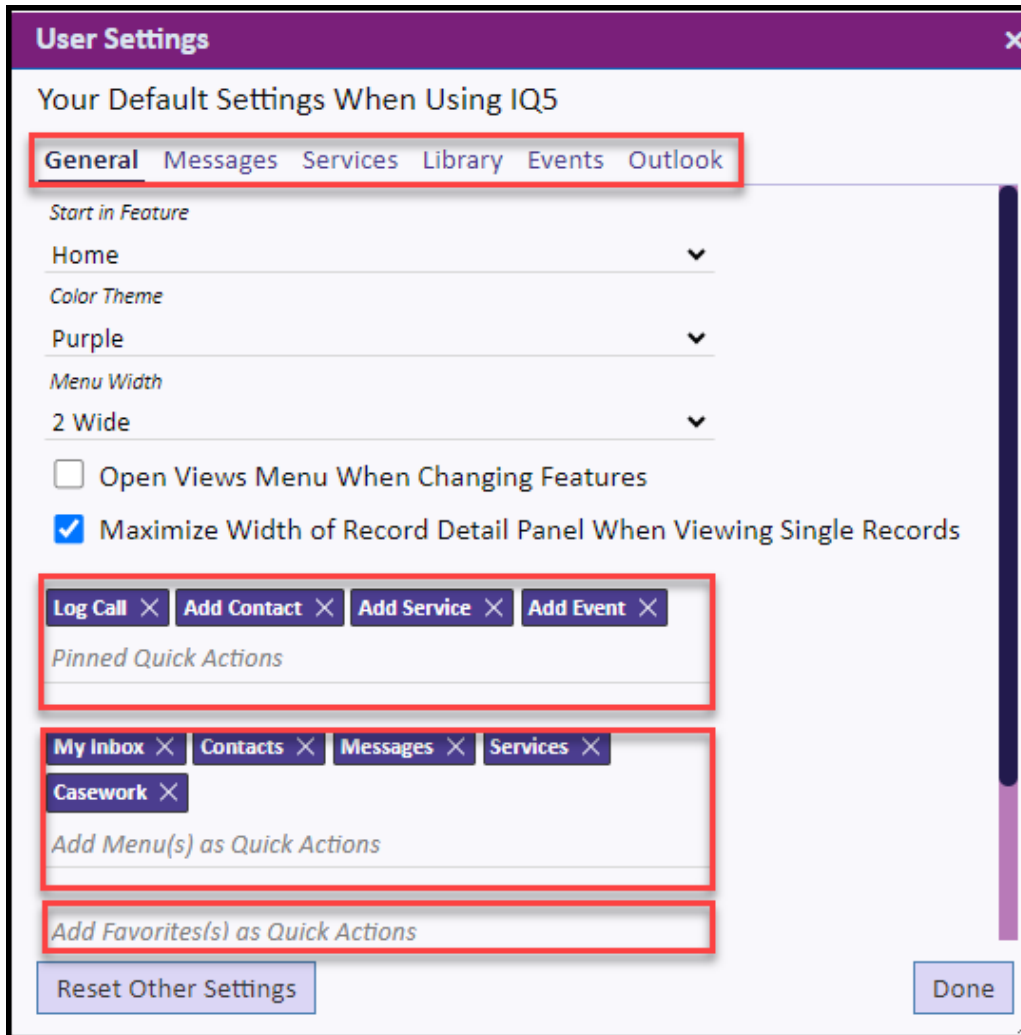 User Settings
Your Default Settings When Using IQ5
General Messages Services Library Events Outlook
Start in Feature
Home
Color Theme
Purple
Menu Width
2 Wide
Open Views Menu When Changing Features
Maximize Width of Record Detail Panel When Viewing Single Records
Log Call Add Contact Add Service Add Event
Pinned Quick Actions
My Inbox Contacts Messages Services
Casework
Add Menu(s) as Quick Actions
Add Favorites(s) as Quick Actions
Reset Other Settings Done